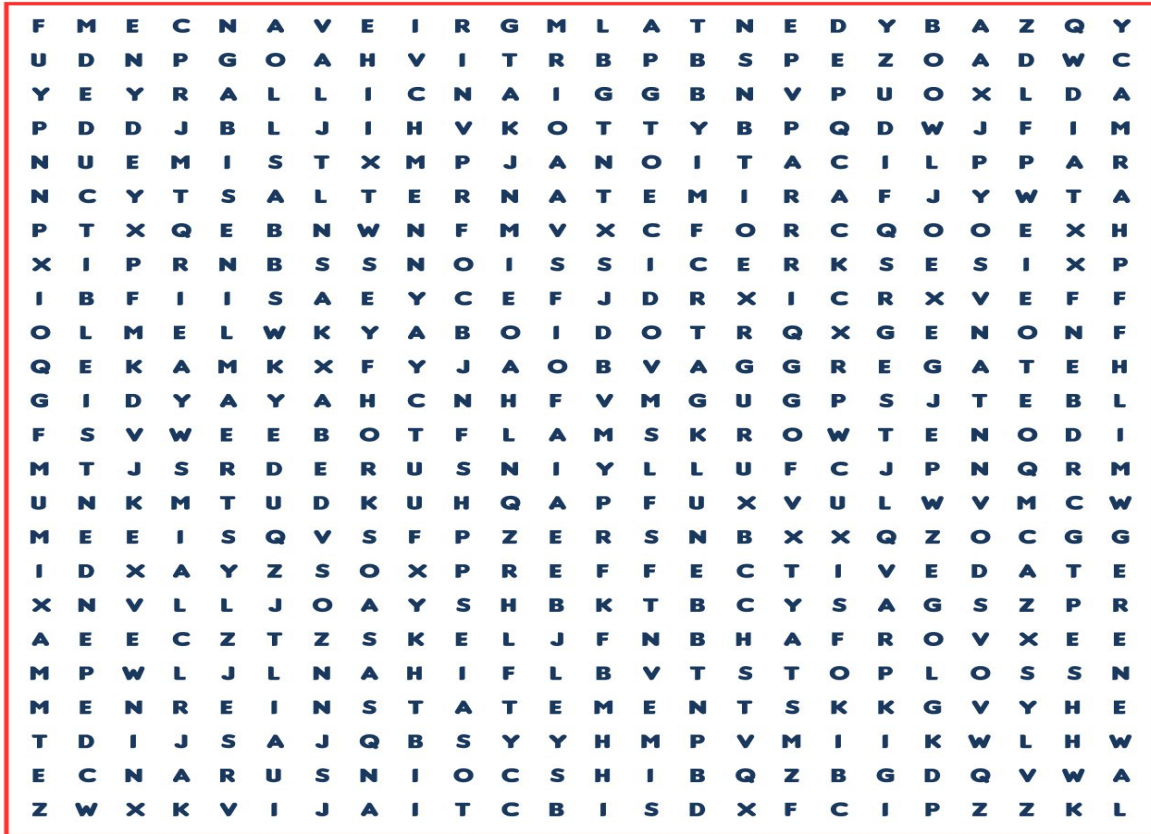 F M E C N A V E I R G M L A T N E D Y B A Z Q Y
U D N P G O A H V I T R B P B S P E Z O A D W C
Y E Y R A L L I C N A I G G B N V P U O X L D A
P D D J B L J I H V K O T T Y B P Q D W J F I M
N U E M I S T X M P J A N O I T A C I L P P A R
N C Y T S A L T E R N A T E M I R A F J Y W T A
P T X Q E B N W N F M V X C F O R C Q O O E X H
X I P R N B S S N O I S S I C E R K S E S I X P
I B F I I S A E Y C E F J D R X I C R X V E F F
O L M E L W K Y A B O I D O T R Q X G E N O N F
Q E K A M K X F Y J A O B V A G G R E G A T E H
G I D Y A Y A H C N H F V M G U G P S J T E B L
F S V W E E B O T F L A M S K R O W T E N O D I
M T J S R D E R U S N I Y L L U F C J P N Q R M
U N K M T U D K U H Q A P F U X V U L W V M C W
M E E I S Q V S F P Z E R S N B X X Q Z O C G G
I D X A Y Z S O X P R E F F E C T I V E D A T E
X N V L L J O A Y S H B K T B C Y S A G S Z P R
A E E C Z T Z S K E L J F N B H A F R O V X E E
M P W L J L N A H I F L B V T S T O P L O S S N
M E N R E I N S T A T E M E N T S K K G V Y H E
T D I J S A J Q B S Y Y H M P V M I I K W L H W
E C N A R U S N I O C S H I B Q Z B G D Q V W A
Z W X K V I J A I T C B I S D X F C I P Z Z K L